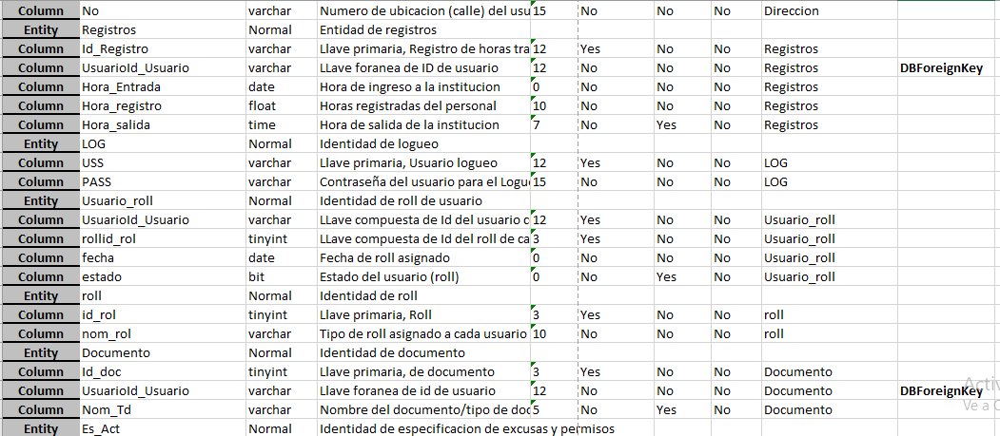 Column No varchar Numero de ubicacion (calle) del usu 15 No No No Direccion
Entity Registros Normal Entidad de registros
Column Id_Registro varchar Llave primaria, Registro de horas tra 12 Yes No No Registros
Column UsuarioId_Usuario varchar LLave foranea de ID de usuario 12 No No No Registros DBForeignKey
Column Hora_Entrada date Hora de ingreso a la institucion 0 No No No Registros
Column Hora_registro float Horas registradas del personal 10 No No No Registros
Column Hora_salida time Hora de salida de la institucion 7 No Yes No Registros
Entity LOG Normal Identidad de logueo
Column USS varchar Llave primaria, Usuario logueo 12 Yes No No LOG
Column PASS varchar Contraseña del usuario para el Logu 15 No No No LOG
Entity Usuario_roll Normal Identidad de roll de usuario
Column UsuarioId_Usuario varchar LLave compuesta de Id del usuario c 12 Yes No No Usuario_roll
Column rollid_rol tinyint LLave compuesta de Id del roll de ca 3 Yes No No Usuario_roll
Column fecha date Fecha de roll asignado 0 No No No Usuario_roll
Column estado bit Estado del usuario (roll) 0 No Yes No Usuario_roll
Entity roll Normal Identidad de roll
Column id_rol tinyint Llave primaria, Roll 3 Yes No No roll
Column nom_rol varchar Tipo de roll asignado a cada usuario 10 No No No roll
Entity Documento Normal Identidad de documento
Column Id_doc tinyint Llave primaria, de documento 3 Yes No No Documento
Column UsuarioId_Usuario varchar Llave foranea de id de usuario 12 No No No Documento DBForeignKey
Column Nom_Td varchar Nombre del documento/tipo de doc 5 No Yes No Documento
Entity Es_Act Normal Identidad de especificacion de excusas y permisos
Activ
Ve a C